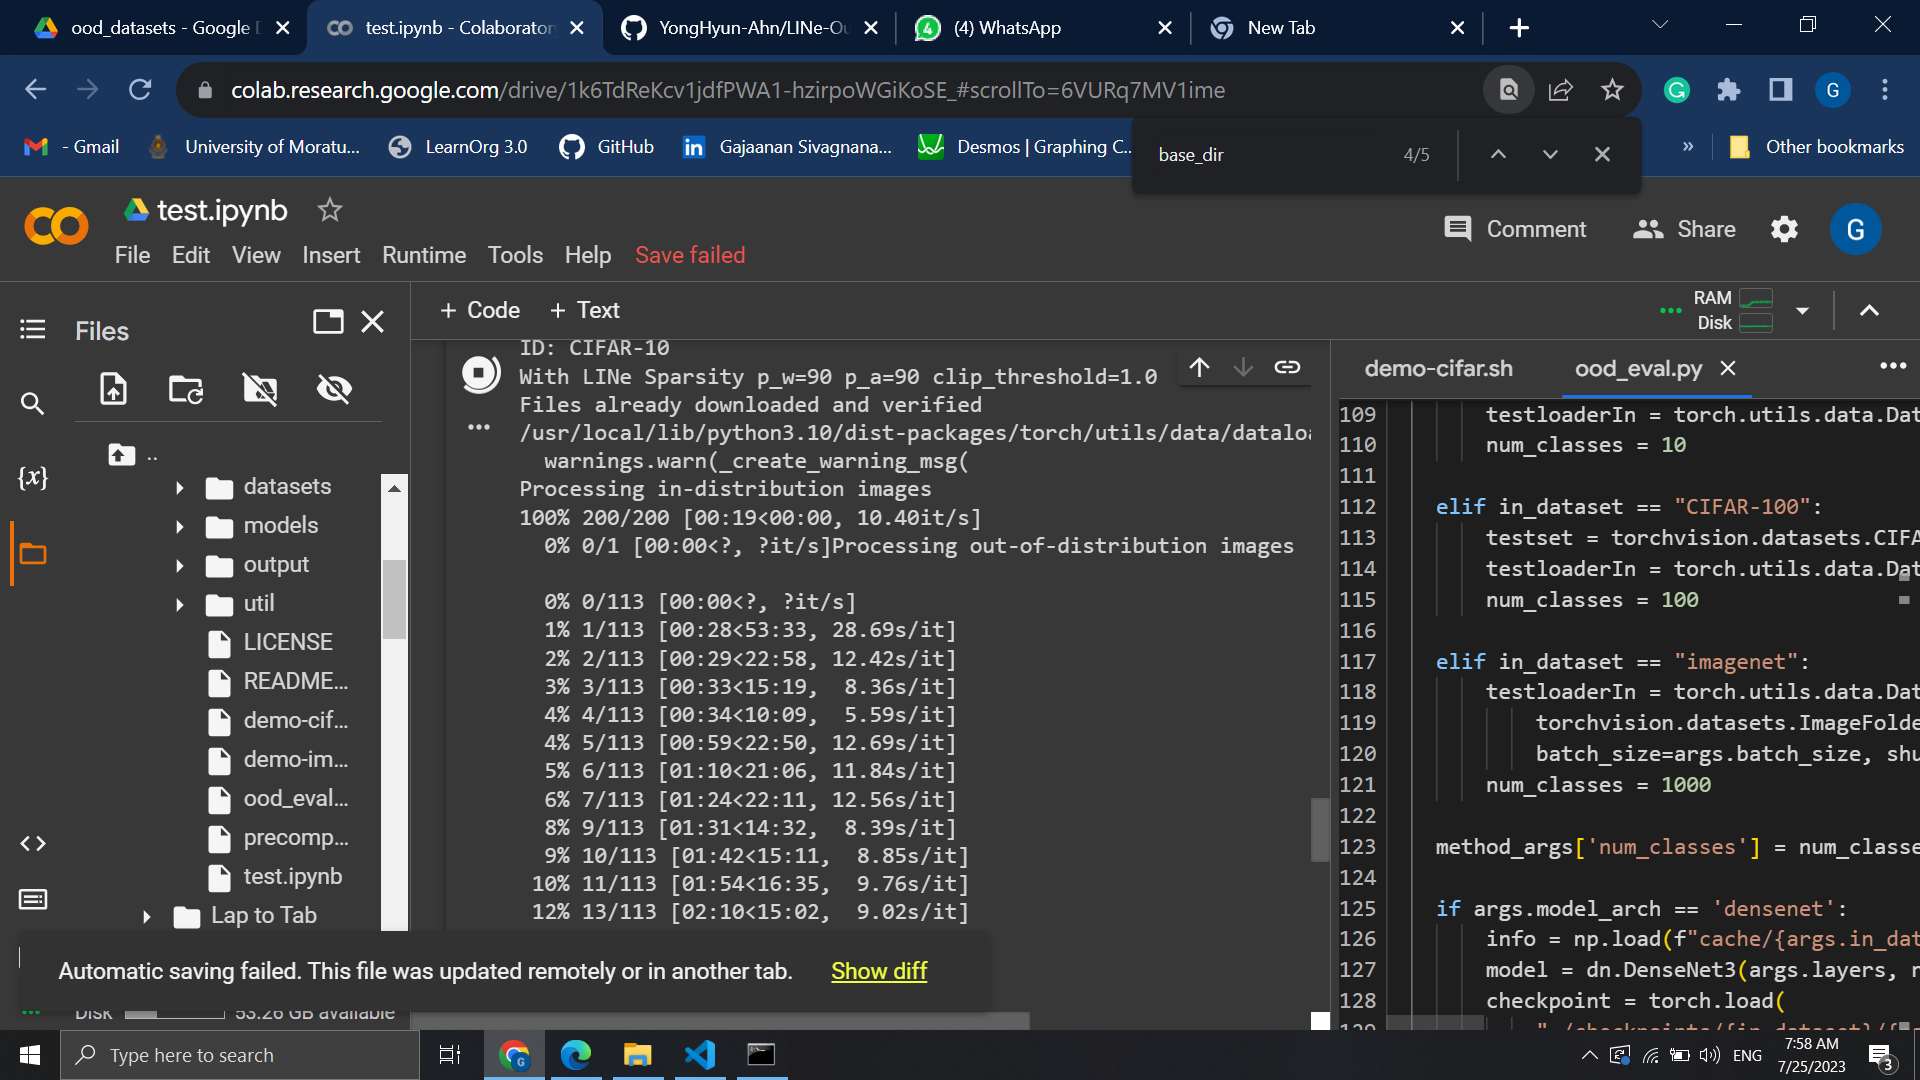 ood_datasets - Google D
test.ipynb - Colaborator
YongHyun-Ahn/LINe-Ou
(4) WhatsApp
New Tab
colab.research.google.com/drive/1k6TdReKcv1jdfPWA1-hzirpoWGiKoSE_#scrollTo=6VURq7MV1ime
G
- Gmail
University of Moratu...
LearnOrg 3.0
GitHub
Gajaanan Sivagnana...
Desmos | Graphing C...
»
Other bookmarks
base_dir
4/5
test.ipynb
File Edit View Insert Runtime Tools Help Save failed
Comment
Share
G
Files
+ Code + Text
RAM
Disk
..
datasets
models
output
util
LICENSE
README...
demo-cif...
demo-im...
ood_eval...
precomp...
test.ipynb
Lap to Tab
Disk 53.26 GB available
ID: CIFAR-10
With LINe Sparsity p_w=90 p_a=90 clip_threshold=1.0
Files already downloaded and verified
/usr/local/lib/python3.10/dist-packages/torch/utils/data/dataloa
warnings.warn(_create_warning_msg(
Processing in-distribution images
100% 200/200 [00:19<00:00, 10.40it/s]
0% 0/1 [00:00<?, ?it/s]Processing out-of-distribution images
0% 0/113 [00:00<?, ?it/s]
1% 1/113 [00:28<53:33, 28.69s/it]
2% 2/113 [00:29<22:58, 12.42s/it]
3% 3/113 [00:33<15:19, 8.36s/it]
4% 4/113 [00:34<10:09, 5.59s/it]
4% 5/113 [00:59<22:50, 12.69s/it]
5% 6/113 [01:10<21:06, 11.84s/it]
6% 7/113 [01:24<22:11, 12.56s/it]
8% 9/113 [01:31<14:32, 8.39s/it]
9% 10/113 [01:42<15:11, 8.85s/it]
10% 11/113 [01:54<16:35, 9.76s/it]
12% 13/113 [02:10<15:02, 9.02s/it]
demo-cifar.sh
ood_eval.py
109 testloaderIn = torch.utils.data.Dat
110 num_classes = 10
111
112 elif in_dataset == "CIFAR-100":
113 testset = torchvision.datasets.CIFA
114 testloaderIn = torch.utils.data.Dat
115 num_classes = 100
116
117 elif in_dataset == "imagenet":
118 testloaderIn = torch.utils.data.Dat
119 torchvision.datasets.ImageFolde
120 batch_size=args.batch_size, shu
121 num_classes = 1000
122
123 method_args['num_classes'] = num_classe
124
125 if args.model_arch == 'densenet':
126 info = np.load(f"cache/{args.in_dat
127 model = dn.DenseNet3(args.layers, n
128 checkpoint = torch.load(
Automatic saving failed. This file was updated remotely or in another tab. Show diff
Type here to search
ENG
7:58 AM
7/25/2023
3